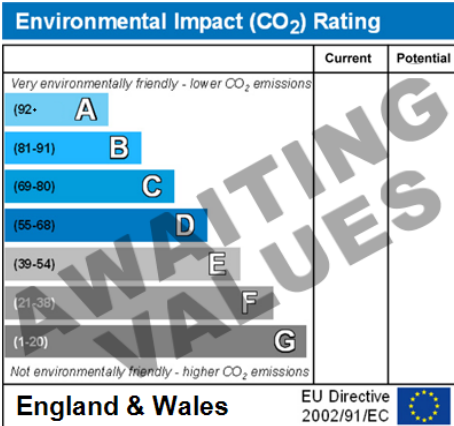 Environmental Impact (CO₂) Rating
Current Potential
Very environmentally friendly - lower CO₂ emissions
(92+ A
(81-91) B
(69-80) C
(55-68) D
(39-54) E
(21-38) F
(1-20) G
AWAITING
VALUES
Not environmentally friendly - higher CO₂ emissions
England & Wales
EU Directive
2002/91/EC